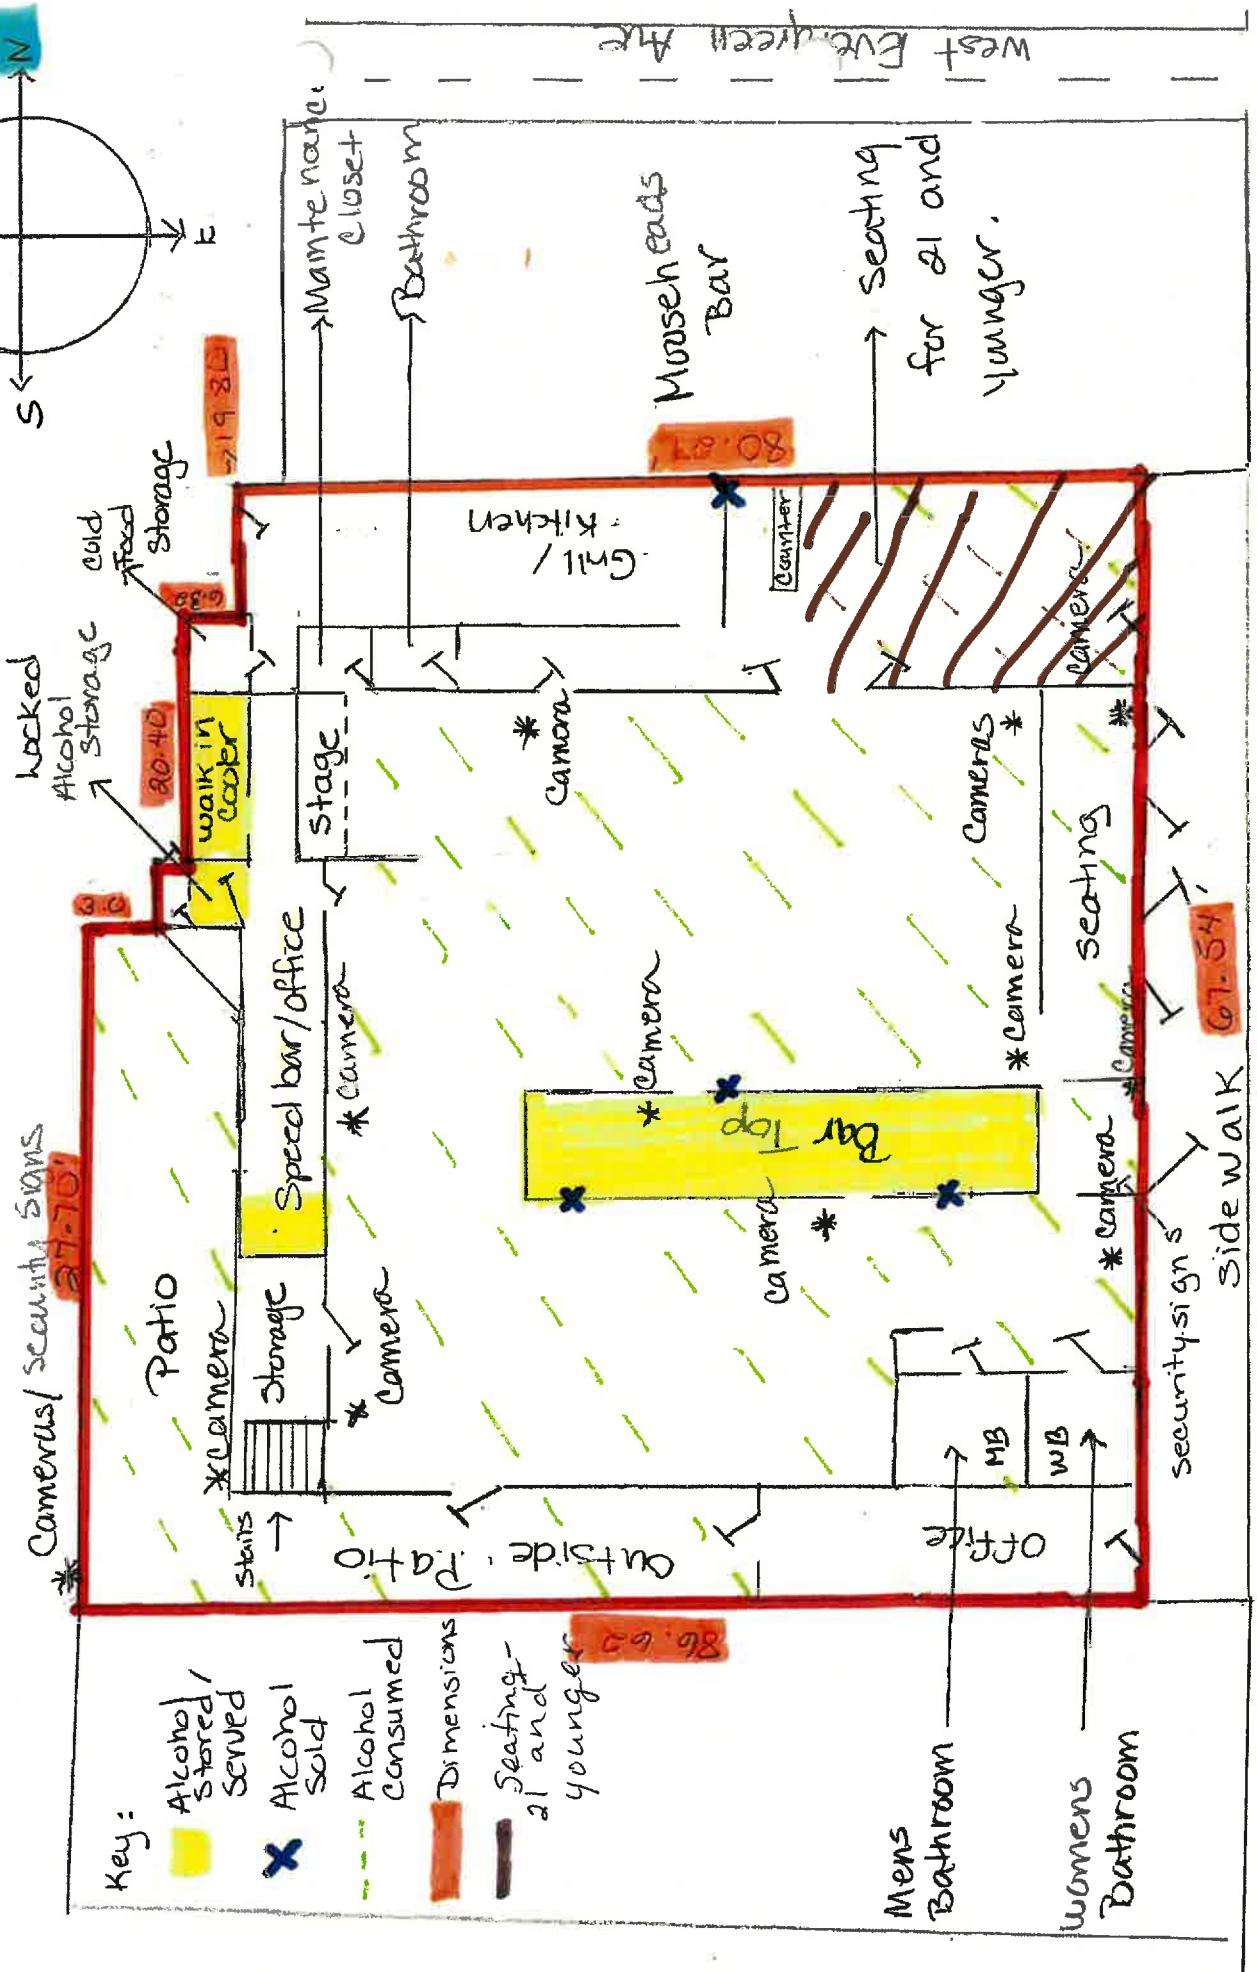 N
S
E
West Evergreen Ave
Maintenance
Closet
Bathroom
Mouseheads
Bar
Seating
for 21 and
younger.
19.80
Cold
Food
Storage
Locked
Alcohol
Storage
20.40
6.30
3.0
80.07
Grill/
Kitchen
Counter
camera
walk in
cooler
Stage
*
Camora
Cameras
*
*
Seating
Speed bar/office
* Camera
* Camera
* Camera
Camera
67.54'
Bar
Top
Camera
*
* Camera
security signs
Side Walk
Cameras/ Security Signs
*
27.70'
Patio
* Camera
Storage
* Camera
Stairs
Outside Patio
MB
WB
Office
86.62
Key:
Alcohol
Stored/
Served
Alcohol
Sold
Alcohol
Consumed
Dimensions
Seating-
21 and
younger
Mens
Bathroom
Womens
Bathroom